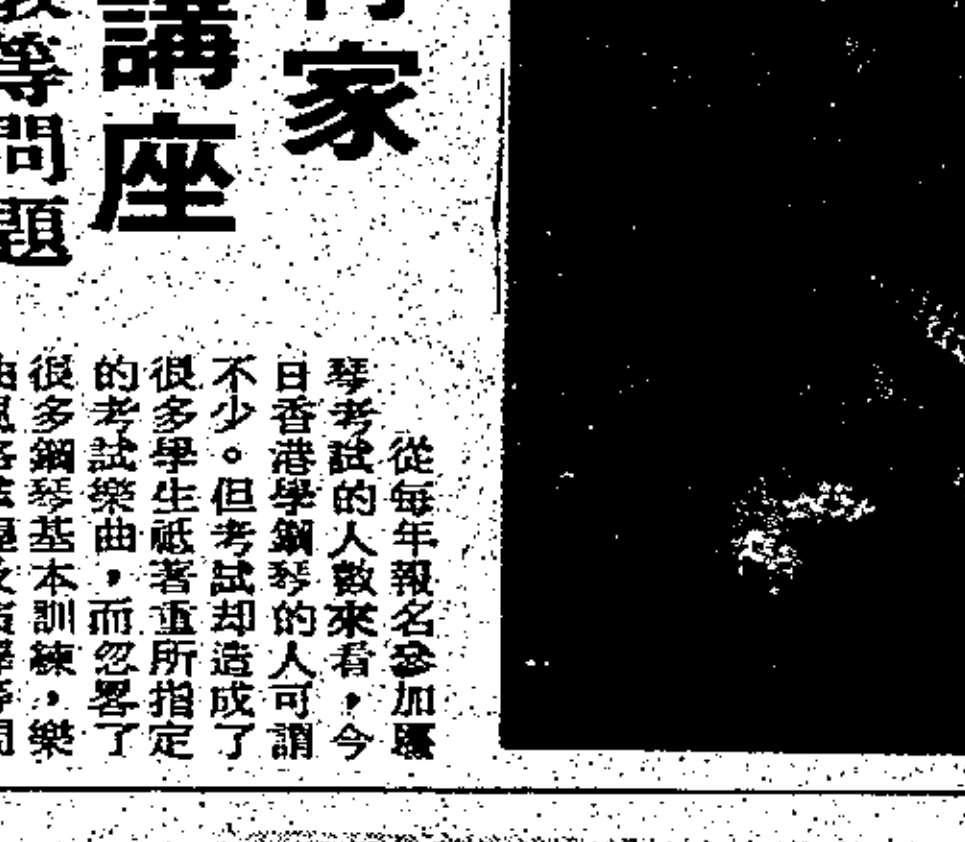 家
講座
等問題
從每年報名參加
琴考試的人數來看，今
日香港學鋼琴的人可謂
不少。但考試却造成了
很多學生祗著重所指定
的考試樂曲，而忽畧了
很多鋼琴基本訓練，樂